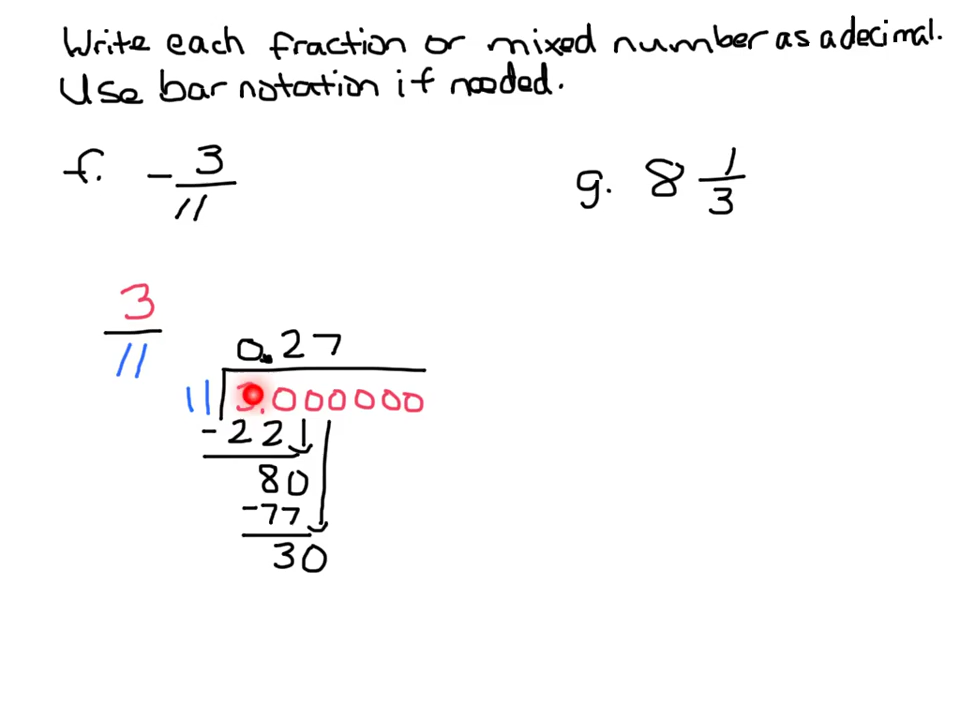 Write each fraction or mixed number as a decimal.
Use bar notation if needed.
f. - 3/11
g. 8 1/3
3/11
0.27
11 3.000000
-22
80
-77
30